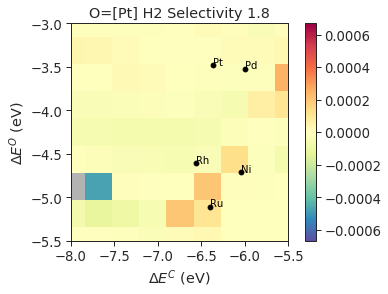 O=[Pt] H2 Selectivity 1.8
−3.0
−3.5
−4.0
−4.5
−5.0
−5.5
ΔE^O (eV)
Pt
Pd
Rh
Ni
Ru
−8.0 −7.5 −7.0 −6.5 −6.0 −5.5
ΔE^C (eV)
0.0006
0.0004
0.0002
0.0000
−0.0002
−0.0004
−0.0006